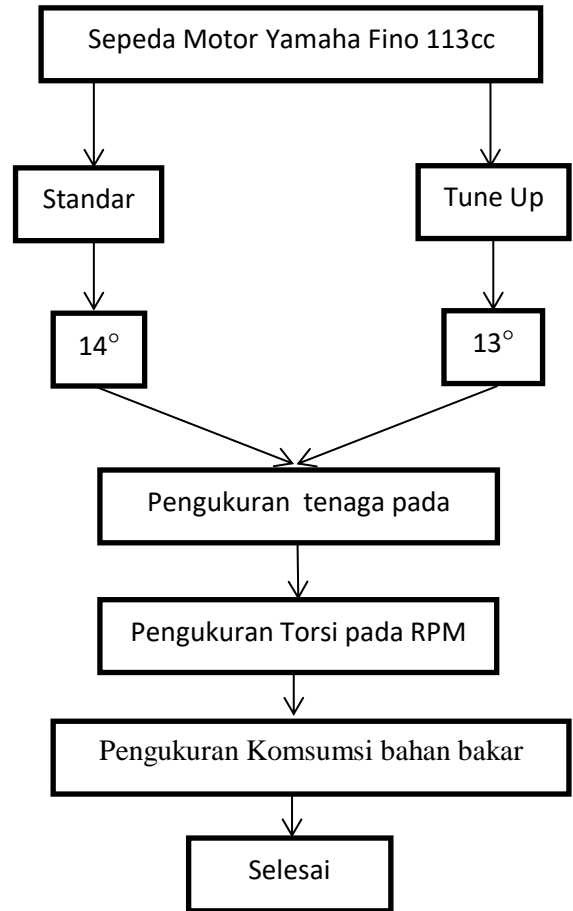 Sepeda Motor Yamaha Fino 113cc
Standar
Tune Up
14°
13°
Pengukuran tenaga pada
Pengukuran Torsi pada RPM
Pengukuran Komsumsi bahan bakar
Selesai